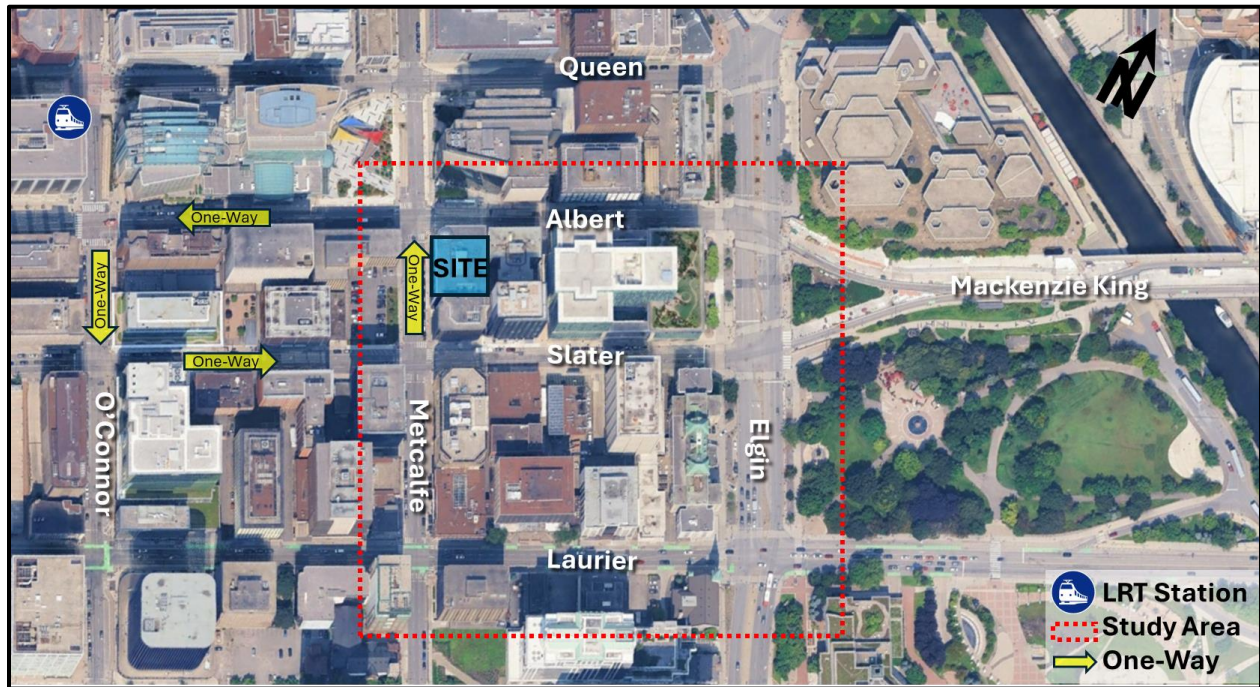 Queen
N
One-Way
Albert
One-Way
One-Way
SITE
Mackenzie King
One-Way
Slater
O'Connor
Metcalfe
Elgin
Laurier
LRT Station
Study Area
One-Way